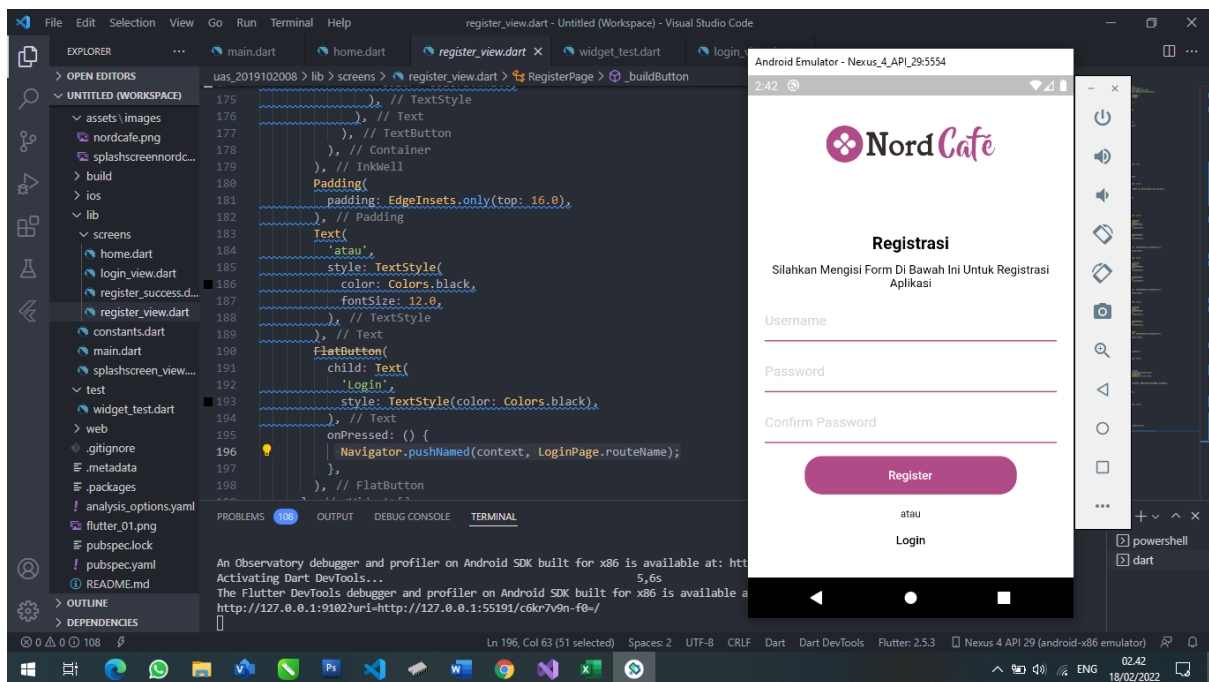 File Edit Selection View Go Run Terminal Help
register_view.dart - Untitled (Workspace) - Visual Studio Code
EXPLORER
main.dart
home.dart
register_view.dart
widget_test.dart
OPEN EDITORS
UNTITLED (WORKSPACE)
assets\images
nordcafe.png
splashscreennordc...
build
ios
lib
screens
home.dart
login_view.dart
register_success.d...
register_view.dart
constants.dart
main.dart
splashscreen_view....
test
widget_test.dart
web
.gitignore
.metadata
.packages
analysis_options.yaml
flutter_01.png
pubspec.lock
pubspec.yaml
README.md
OUTLINE
DEPENDENCIES
uas_2019102008 > lib > screens > register_view.dart > RegisterPage > _buildButton
175 ), // TextStyle
176 ), // Text
177 ), // TextButton
178 ), // Container
179 ), // InkWell
180 Padding(
181 padding: EdgeInsets.only(top: 16.0),
182 ), // Padding
183 Text(
184 'atau',
185 style: TextStyle(
186 color: Colors.black,
187 fontSize: 12.0,
188 ), // TextStyle
189 ), // Text
190 FlatButton(
191 child: Text(
192 'Login',
193 style: TextStyle(color: Colors.black),
194 ), // Text
195 onPressed: () {
196 Navigator.pushNamed(context, LoginPage.routeName);
197 },
198 ), // FlatButton
PROBLEMS 108 OUTPUT DEBUG CONSOLE TERMINAL
An Observatory debugger and profiler on Android SDK built for x86 is available at: htt
Activating Dart DevTools... 5,6s
The Flutter DevTools debugger and profiler on Android SDK built for x86 is available a
http://127.0.0.1:9102?uri=http://127.0.0.1:55191/c6kr7v9n-f0=/
powershell
dart
Android Emulator - Nexus_4_API_29:5554
2:42
Nord Café
Registrasi
Silahkan Mengisi Form Di Bawah Ini Untuk Registrasi
Aplikasi
Username
Password
Confirm Password
Register
atau
Login
0 0 108
Ln 196, Col 63 (51 selected) Spaces: 2 UTF-8 CRLF Dart Dart DevTools Flutter: 2.5.3 Nexus 4 API 29 (android-x86 emulator)
ENG
02.42
18/02/2022